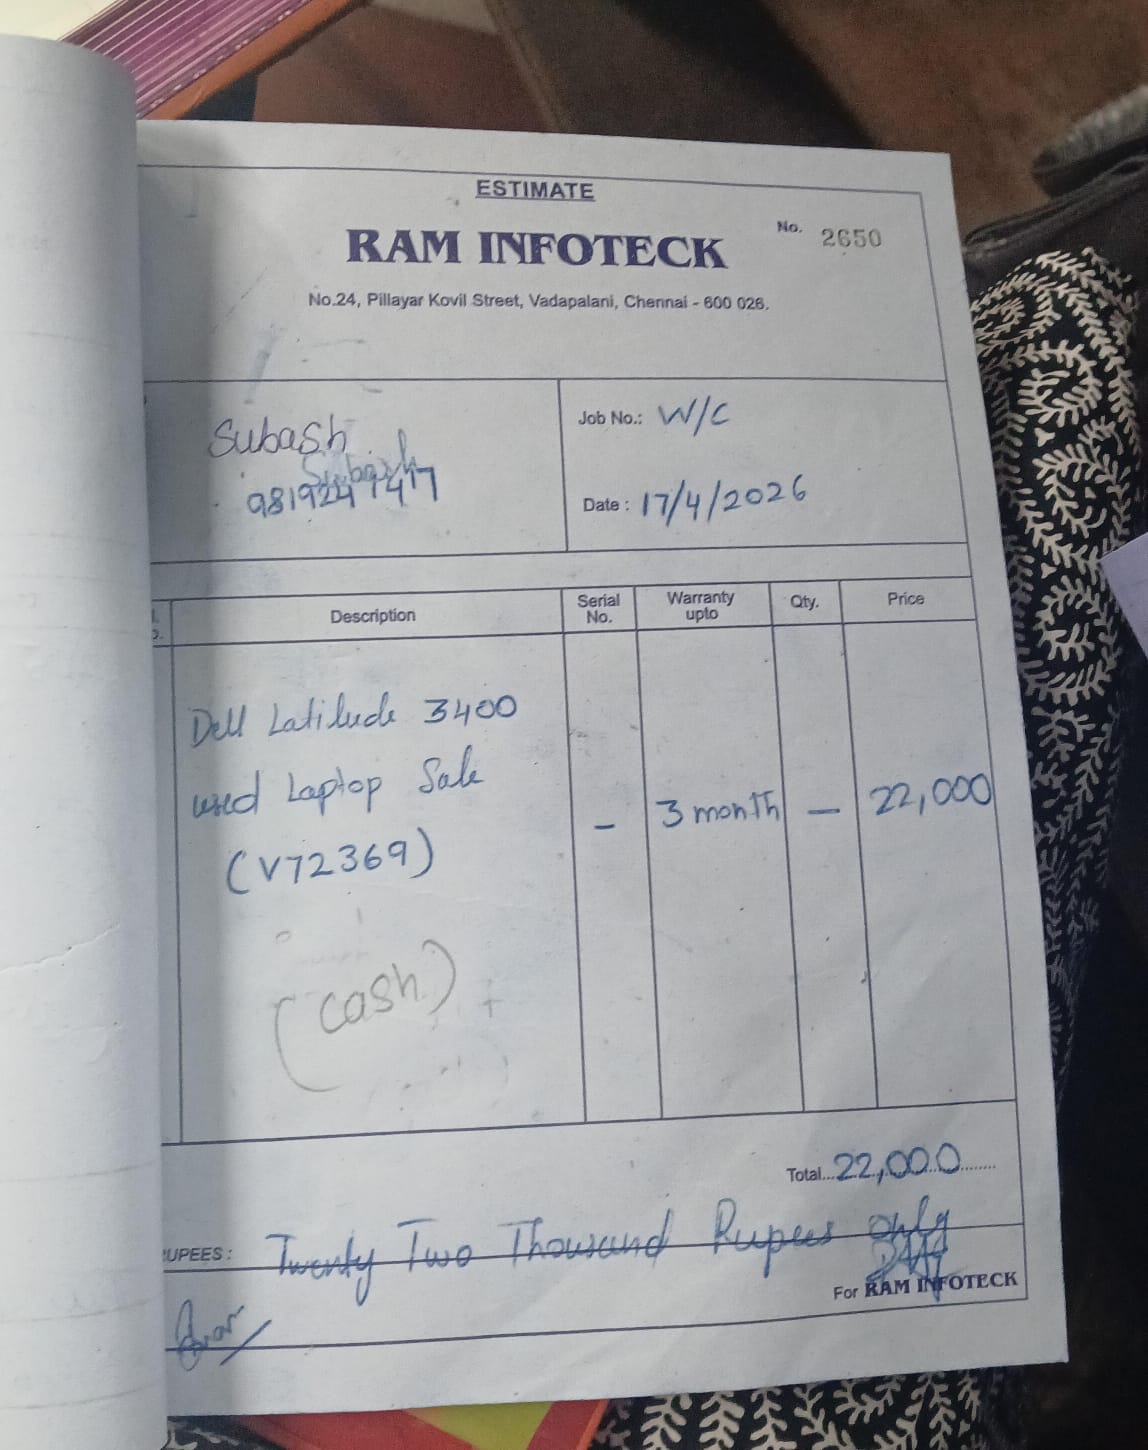 ESTIMATE
No. 2650
RAM INFOTECK
No.24, Pillayar Kovil Street, Vadapalani, Chennai - 600 026.
Subash
Job No.: W/C
Date : 17/4/2026
Description Serial No. Warranty upto Qty. Price
Dell Latitude 3400
used Laptop Sale
(V72369)
- 3 month - 22,000
(cash)
Total...22,000
RUPEES : Twenty Two Thousand Rupees only
For RAM INFOTECK